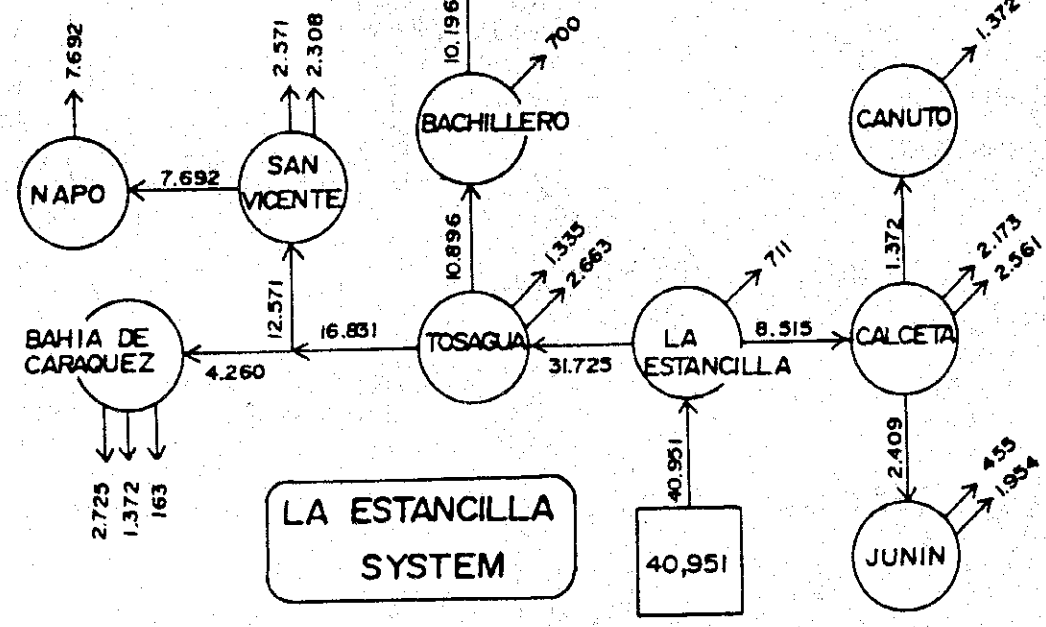 7.692
2.571
2.308
10.196
700
1.372
NAPO
7.692
SAN
VICENTE
BACHILLERO
CANUTO
12.571
10.896
1.335
2.663
711
1.372
2.173
2.561
BAHIA DE
CARAQUEZ
4.260
16.831
TOSAGUA
31.725
LA
ESTANCILLA
8.515
CALCETA
2.725
1.372
163
40.951
2.409
455
1.954
LA ESTANCILLA
SYSTEM
40,951
JUNIN